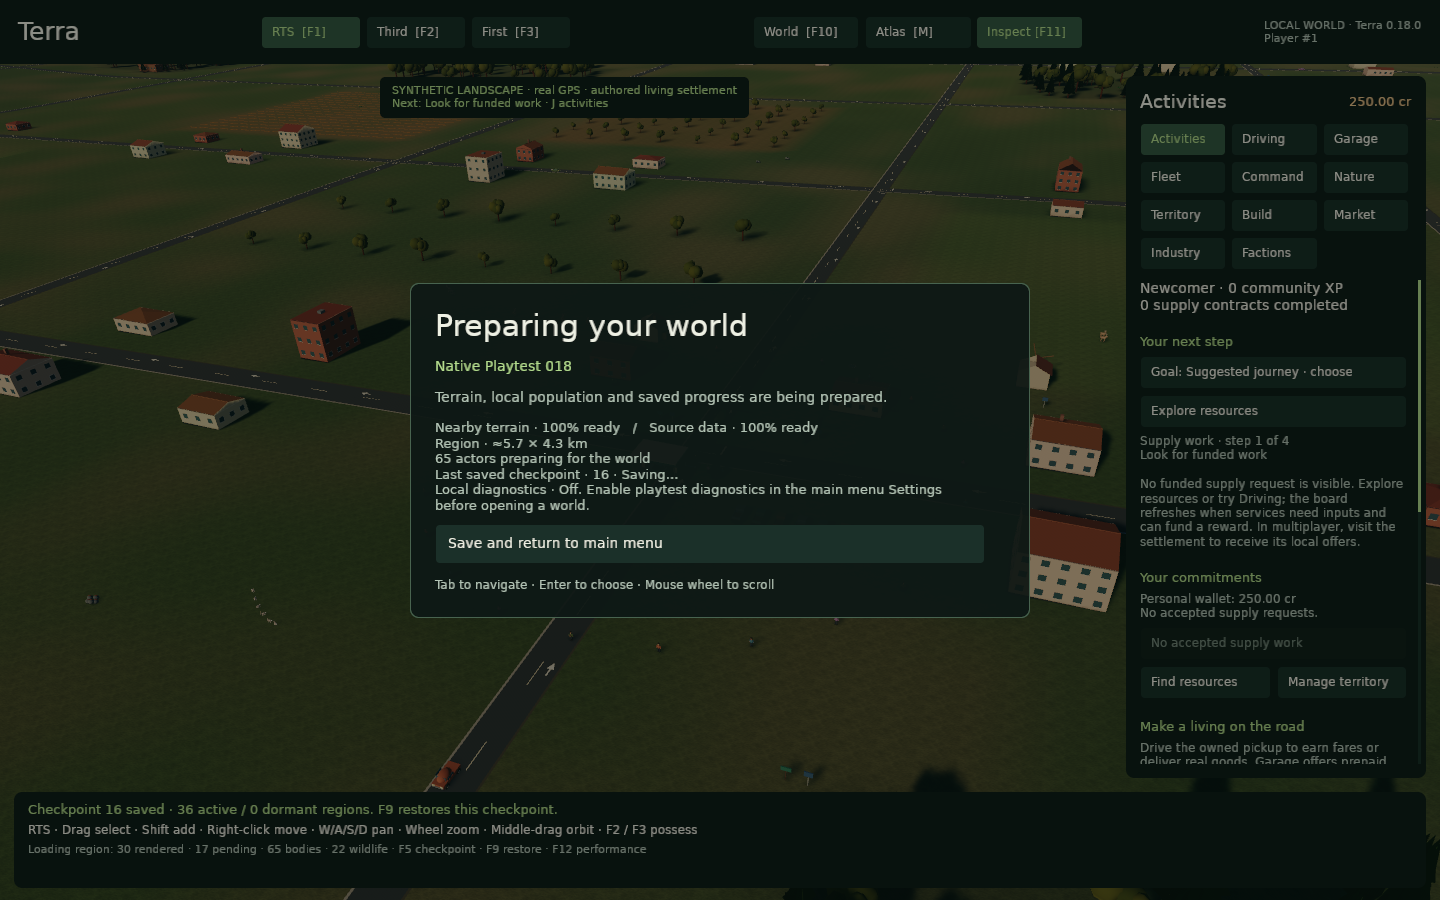 Terra
RTS [F1]
Third [F2]
First [F3]
World [F10]
Atlas [M]
Inspect [F11]
LOCAL WORLD · Terra 0.18.0
Player #1
SYNTHETIC LANDSCAPE · real GPS · authored living settlement
Next: Look for funded work · J activities
Activities
250.00 cr
Activities
Driving
Garage
Fleet
Command
Nature
Territory
Build
Market
Industry
Factions
Newcomer · 0 community XP
0 supply contracts completed
Your next step
Goal: Suggested journey · choose
Explore resources
Supply work · step 1 of 4
Look for funded work
No funded supply request is visible. Explore
resources or try Driving; the board
refreshes when services need inputs and
can fund a reward. In multiplayer, visit the
settlement to receive its local offers.
Your commitments
Personal wallet: 250.00 cr
No accepted supply requests.
No accepted supply work
Find resources
Manage territory
Make a living on the road
Drive the owned pickup to earn fares or
deliver real goods. Garage offers prepaid
Preparing your world
Native Playtest 018
Terrain, local population and saved progress are being prepared.
Nearby terrain · 100% ready / Source data · 100% ready
Region · ≈5.7 × 4.3 km
65 actors preparing for the world
Last saved checkpoint · 16 · Saving...
Local diagnostics · Off. Enable playtest diagnostics in the main menu Settings
before opening a world.
Save and return to main menu
Tab to navigate · Enter to choose · Mouse wheel to scroll
Checkpoint 16 saved · 36 active / 0 dormant regions. F9 restores this checkpoint.
RTS · Drag select · Shift add · Right-click move · W/A/S/D pan · Wheel zoom · Middle-drag orbit · F2 / F3 possess
Loading region: 30 rendered · 17 pending · 65 bodies · 22 wildlife · F5 checkpoint · F9 restore · F12 performance